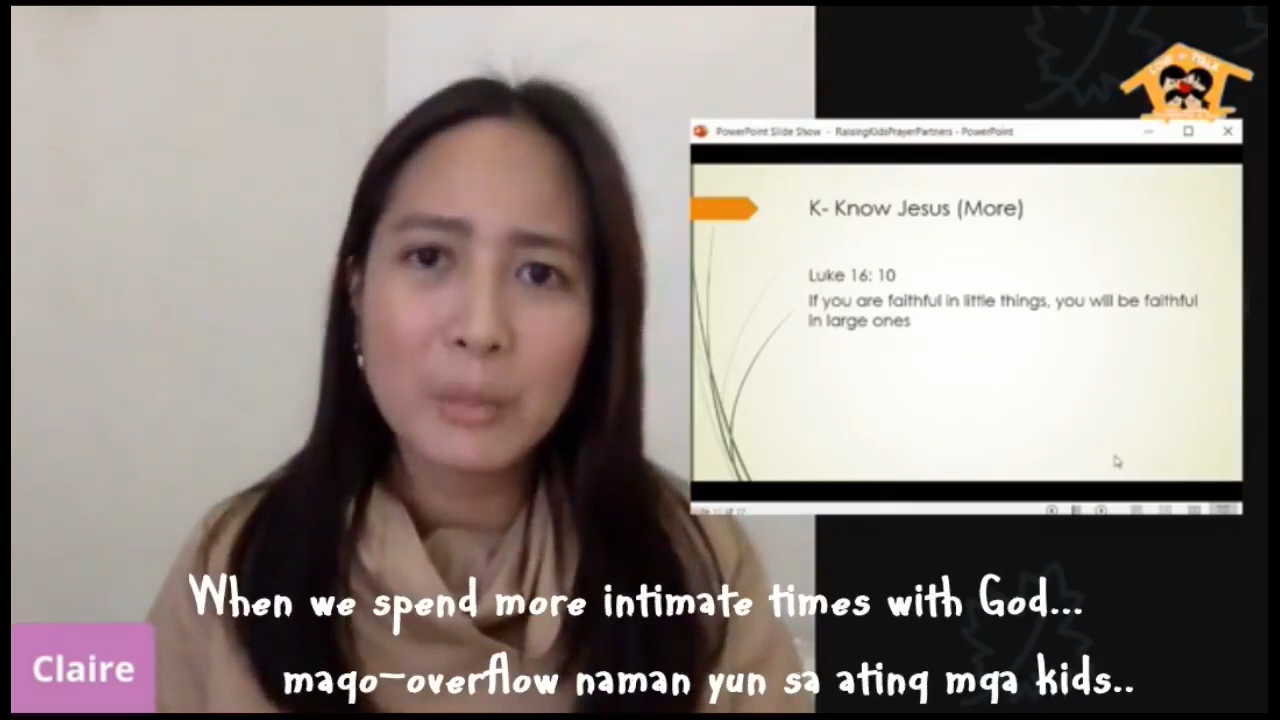 PowerPoint Slide Show - RaisingKidsPrayerPartners - PowerPoint
K- Know Jesus (More)
Luke 16: 10
If you are faithful in little things, you will be faithful
in large ones
When we spend more intimate times with God...
mago-overflow naman yun sa ating mga kids..
Claire